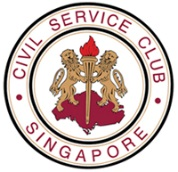 · CIVIL SERVICE CLUB ·
SINGAPORE